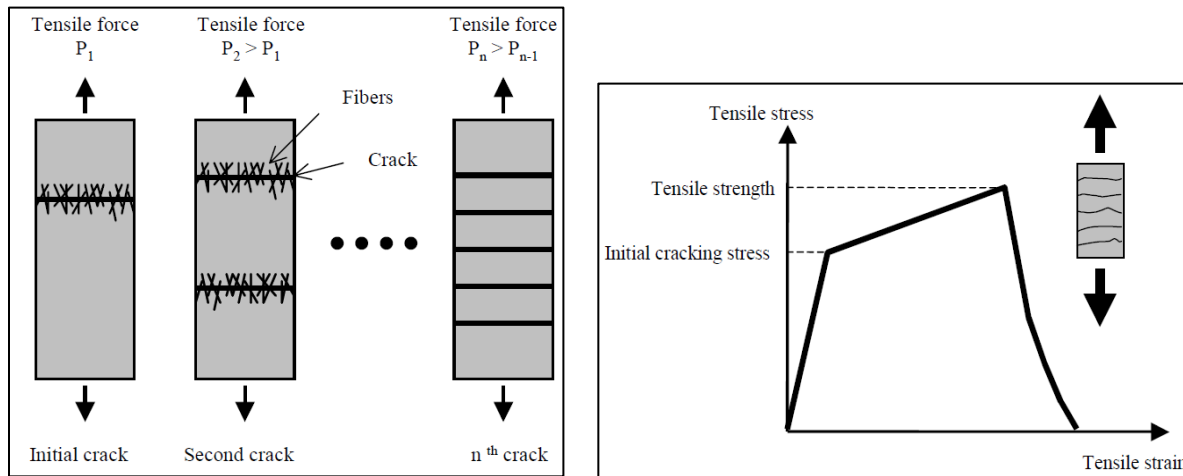 Tensile force
P1
Tensile force
P2 > P1
Tensile force
Pn > Pn-1
Fibers
Crack
Initial crack
Second crack
n th crack
Tensile stress
Tensile strength
Initial cracking stress
Tensile strain